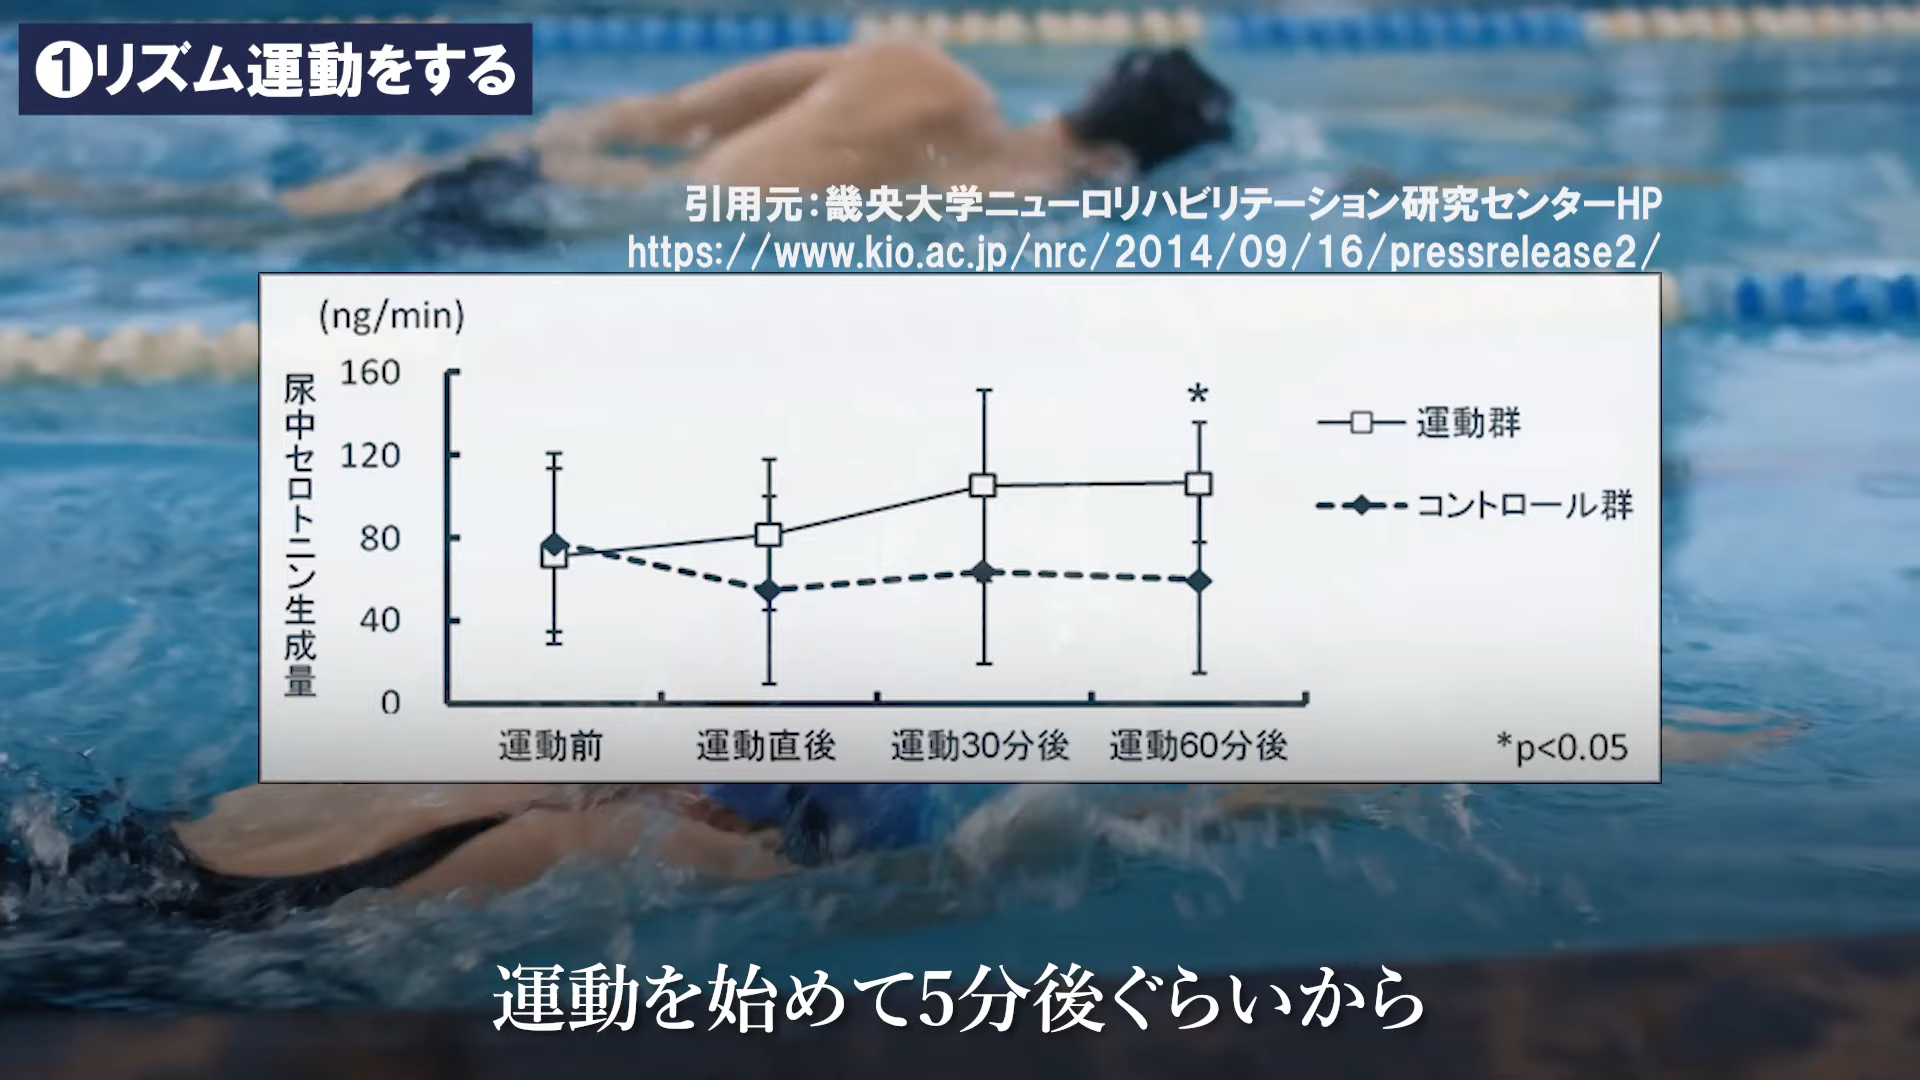 ❶リズム運動をする
引用元：畿央大学ニューロリハビリテーション研究センターHP
https://www.kio.ac.jp/nrc/2014/09/16/pressrelease2/
(ng/min)
尿中セロトニン生成量
160
120
80
40
0
運動前 運動直後 運動30分後 運動60分後
*
運動群
コントロール群
*p<0.05
運動を始めて5分後ぐらいから